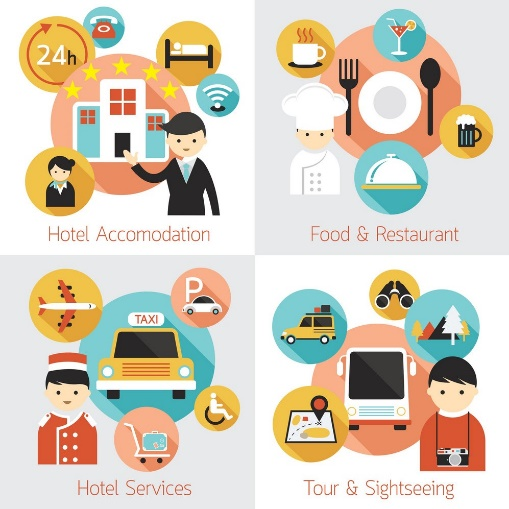 24h
Hotel Accomodation
Food & Restaurant
P
TAXI
Hotel Services
Tour & Sightseeing